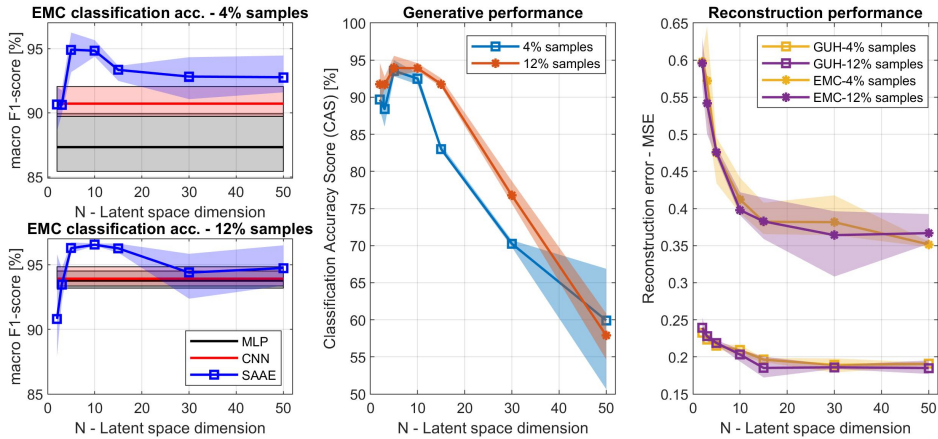 EMC classification acc. - 4% samples
macro F1-score [%]
95
90
85
0 10 20 30 40 50
N - Latent space dimension
EMC classification acc. - 12% samples
macro F1-score [%]
95
90
85
MLP
CNN
SAAE
0 10 20 30 40 50
N - Latent space dimension
Generative performance
Classification Accuracy Score (CAS) [%]
100
95
90
85
80
75
70
65
60
55
50
4% samples
12% samples
0 10 20 30 40 50
N - Latent space dimension
Reconstruction performance
Reconstruction error - MSE
0.65
0.6
0.55
0.5
0.45
0.4
0.35
0.3
0.25
0.2
0.15
GUH-4% samples
GUH-12% samples
EMC-4% samples
EMC-12% samples
0 10 20 30 40 50
N - Latent space dimension